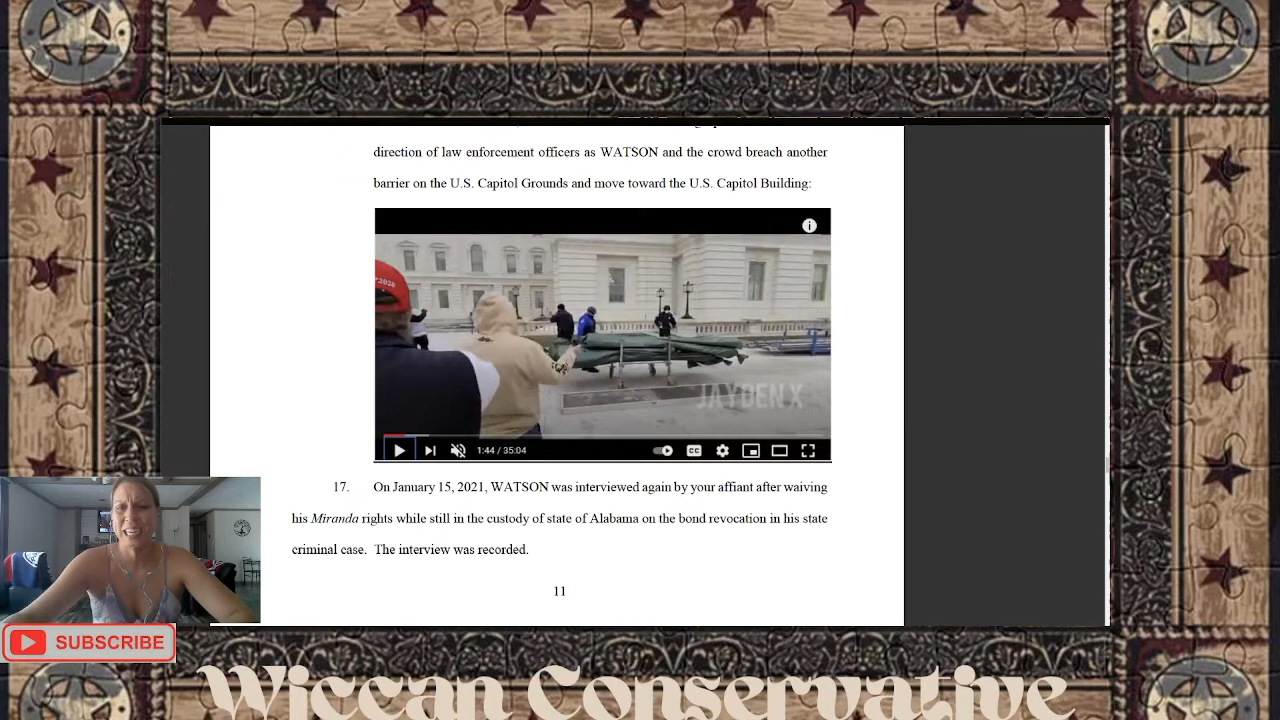 direction of law enforcement officers as WATSON and the crowd breach another
barrier on the U.S. Capitol Grounds and move toward the U.S. Capitol Building:
2020
JAYDEN X
1:44 / 35:04
CC
17. On January 15, 2021, WATSON was interviewed again by your affiant after waiving
his Miranda rights while still in the custody of state of Alabama on the bond revocation in his state
criminal case. The interview was recorded.
11
SUBSCRIBE
Wiccan Conservative